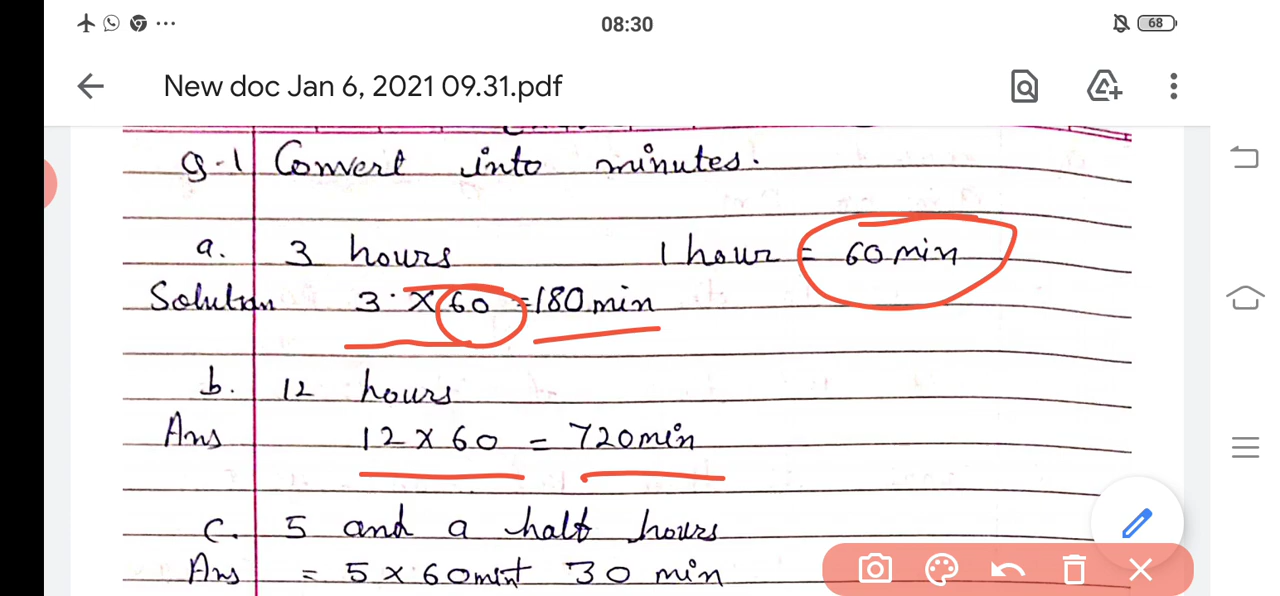 08:30
68
New doc Jan 6, 2021 09.31.pdf
g-1 Convert into minutes.
a. 3 hours 1 hour = 60 min
Solution 3 × 60 = 180 min
b. 12 hours
Ans 12 × 60 = 720 min
c. 5 and a half hours
Ans = 5 × 60 mint 30 min